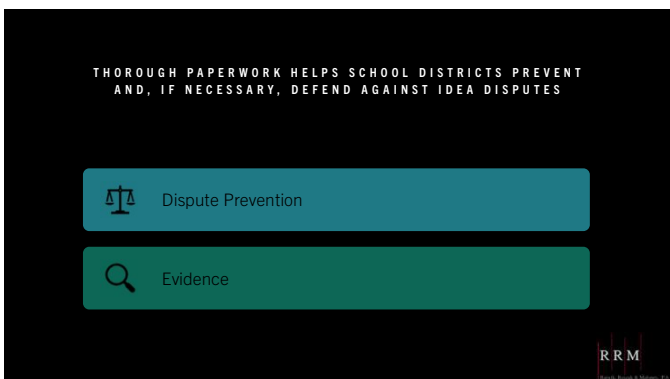 THOROUGH PAPERWORK HELPS SCHOOL DISTRICTS PREVENT
AND, IF NECESSARY, DEFEND AGAINST IDEA DISPUTES
Dispute Prevention
Evidence
RRM